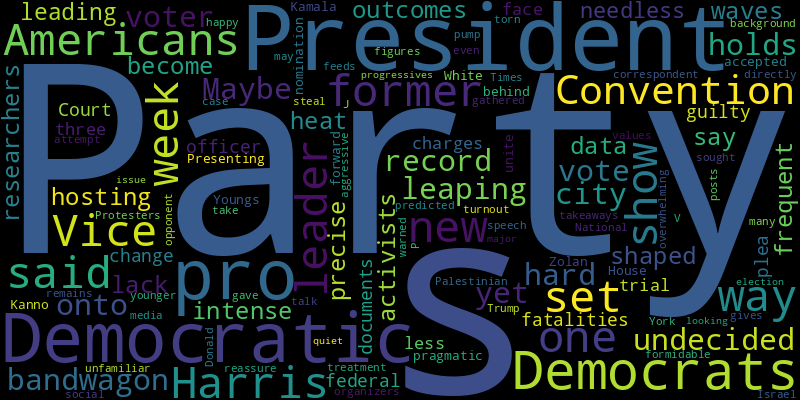 leading
voter
happy
Kamala
outcomes
torn
face
needless
waves
background
Americans
President
holds
accepted
become
figures
pump
may
even
correspondent
directly
researchers
week
Maybe
former
nomination
feeds
progressives
White
Times
behind
Convention
Court
three
attempt
case
steal
J
gathered
guilty
officer
heat
charges
unite
data
say
Presenting
forward
aggressive
record
vote
values
sought
posts
frequent
hosting
opponent
Youngs
take
leader
leaping
city
show
overwhelming
issue
Protesters
Party
Vice
precise
activists
predicted
turnout
takeaways
V
many
new
speech
National
shaped
plea
said
change
lack
pro
documents
warned
P
major
yet
hard
Zolan
House
trial
Kanno
onto
remains
younger
gave
talk
intense
Palestinian
Trump
set
election
way
media
fatalities
York
looking
gives
Democratic
Donald
quiet
s
less
pragmatic
one
undecided
formidable
bandwagon
unfamiliar
social
Harris
reassure
treatment
federal
organizers
Democrats
Israel